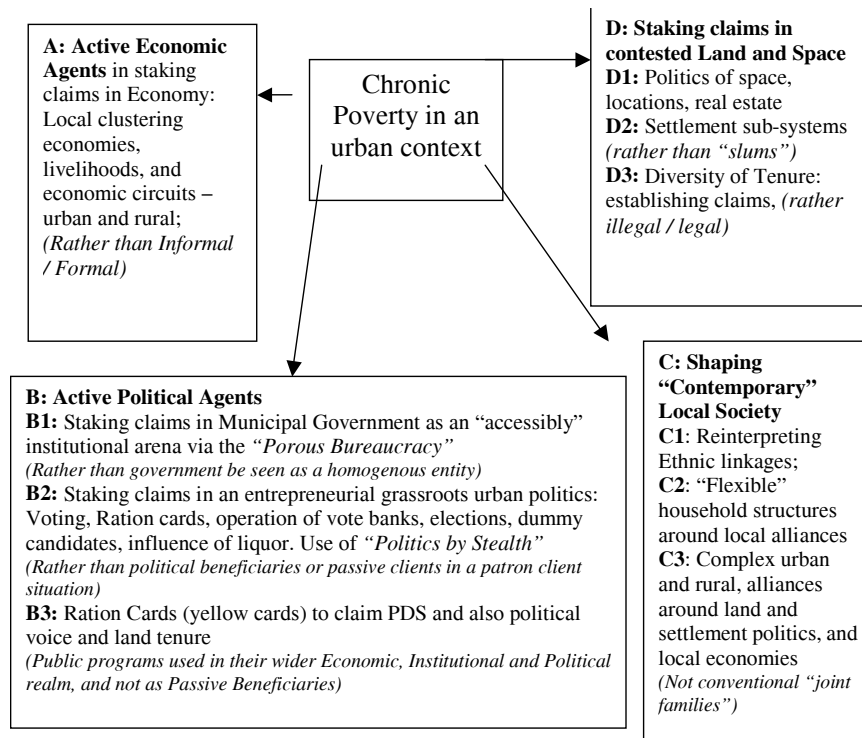 A: Active Economic
Agents in staking
claims in Economy:
Local clustering
economies,
livelihoods, and
economic circuits –
urban and rural;
(Rather than Informal
/ Formal)
Chronic
Poverty in an
urban context
D: Staking claims in
contested Land and Space
D1: Politics of space,
locations, real estate
D2: Settlement sub-systems
(rather than “slums”)
D3: Diversity of Tenure:
establishing claims, (rather
illegal / legal)
B: Active Political Agents
B1: Staking claims in Municipal Government as an “accessibly”
institutional arena via the “Porous Bureaucracy”
(Rather than government be seen as a homogenous entity)
B2: Staking claims in an entrepreneurial grassroots urban politics:
Voting, Ration cards, operation of vote banks, elections, dummy
candidates, influence of liquor. Use of “Politics by Stealth”
(Rather than political beneficiaries or passive clients in a patron client
situation)
B3: Ration Cards (yellow cards) to claim PDS and also political
voice and land tenure
(Public programs used in their wider Economic, Institutional and Political
realm, and not as Passive Beneficiaries)
C: Shaping
“Contemporary”
Local Society
C1: Reinterpreting
Ethnic linkages;
C2: “Flexible”
household structures
around local alliances
C3: Complex urban
and rural, alliances
around land and
settlement politics, and
local economies
(Not conventional “joint
families”)